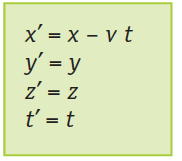 x′ = x – v t
y′ = y
z′ = z
t′ = t